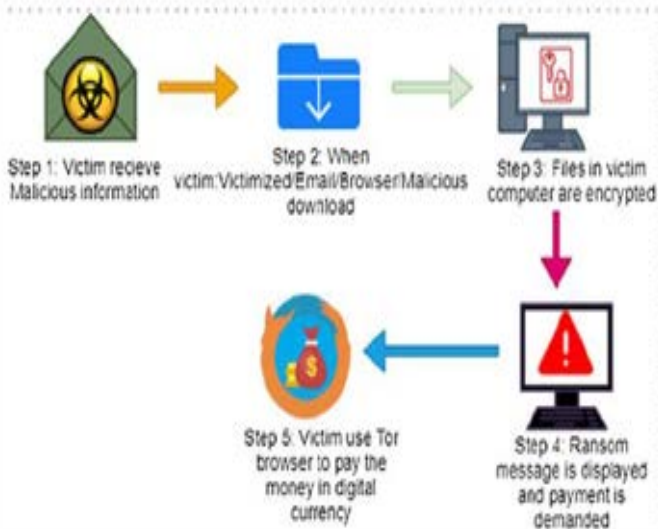 Step 1: Victim recieve
Malicious information
Step 2: When
victim:Victimized/Email/Browser/Malicious
download
Step 3: Files in victim
computer are encrypted
Step 4: Ransom
message is displayed
and payment is
demanded
Step 5: Victim use Tor
browser to pay the
money in digital
currency